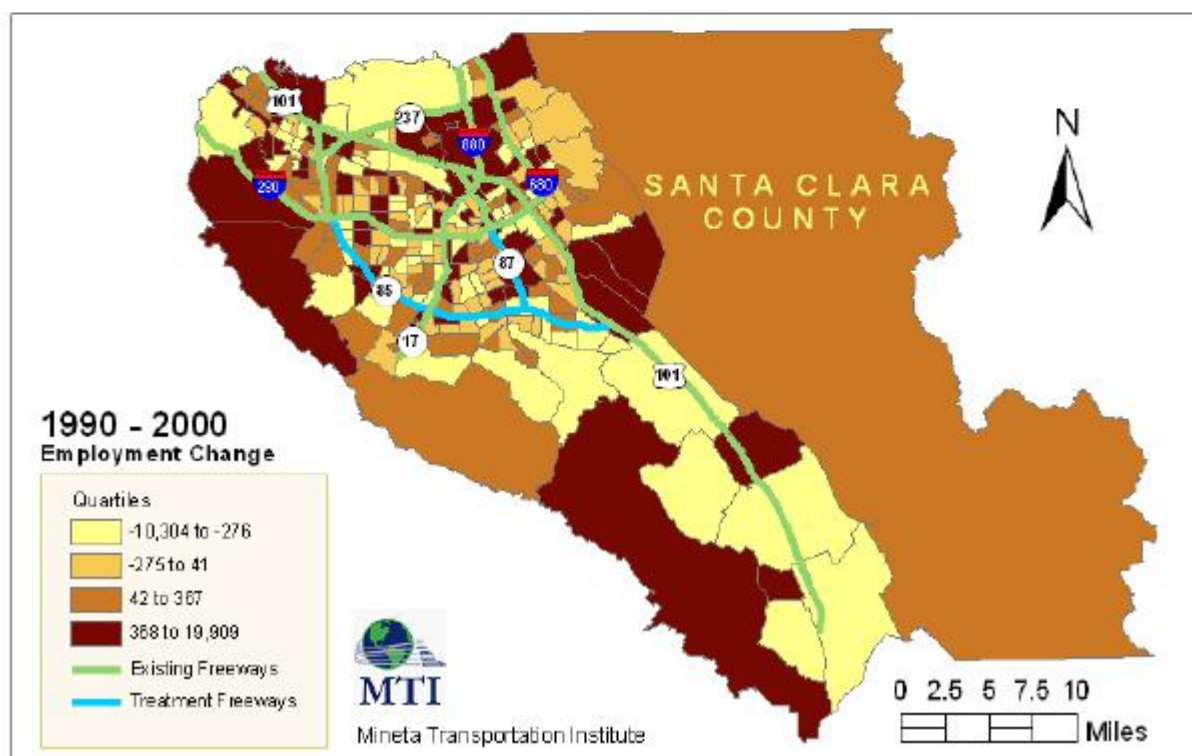 101
237
880
680
280
SANTA CLARA
COUNTY
N
87
85
17
101
1990 - 2000
Employment Change
Quartiles
-10,304 to -276
-275 to 41
42 to 367
368 to 19,909
Existing Freeways
Treatment Freeways
MTI
Mineta Transportation Institute
0 2.5 5 7.5 10
Miles